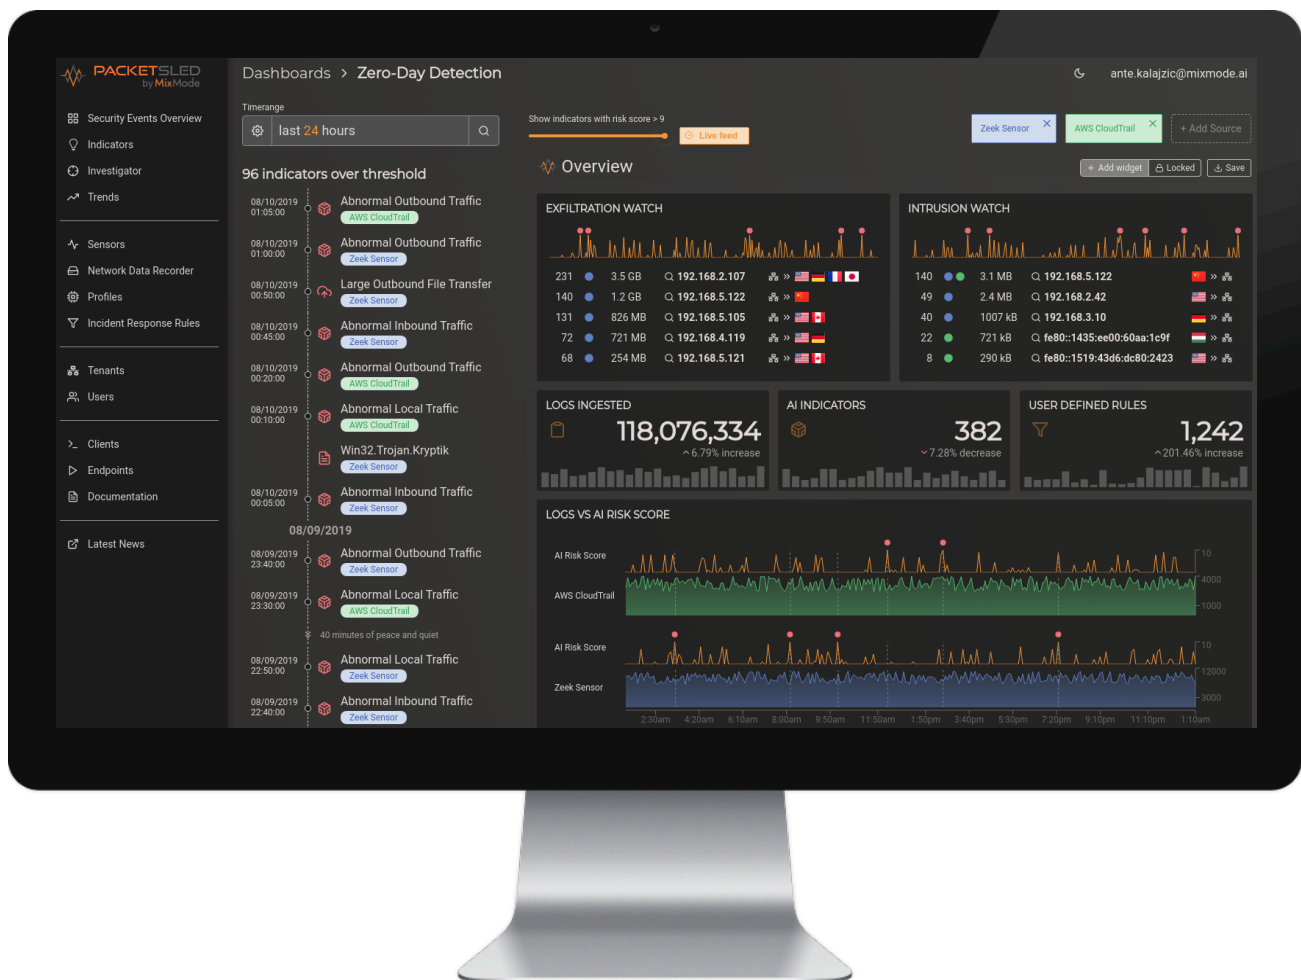 PACKETSLED
by MixMode
Security Events Overview
Indicators
Investigator
Trends
Sensors
Network Data Recorder
Profiles
Incident Response Rules
Tenants
Users
Clients
Endpoints
Documentation
Latest News
Dashboards > Zero-Day Detection
ante.kalajzic@mixmode.ai
Timerange
last 24 hours
Show indicators with risk score > 9
Live feed
Zeek Sensor
AWS CloudTrail
+ Add Source
96 indicators over threshold
08/10/2019 01:05:00 Abnormal Outbound Traffic
AWS CloudTrail
08/10/2019 01:00:00 Abnormal Outbound Traffic
Zeek Sensor
08/10/2019 00:50:00 Large Outbound File Transfer
Zeek Sensor
08/10/2019 00:45:00 Abnormal Inbound Traffic
Zeek Sensor
08/10/2019 00:20:00 Abnormal Outbound Traffic
AWS CloudTrail
08/10/2019 00:10:00 Abnormal Local Traffic
AWS CloudTrail
Win32.Trojan.Kryptik
Zeek Sensor
08/10/2019 00:05:00 Abnormal Inbound Traffic
Zeek Sensor
08/09/2019
08/09/2019 23:40:00 Abnormal Outbound Traffic
Zeek Sensor
08/09/2019 23:30:00 Abnormal Local Traffic
AWS CloudTrail
40 minutes of peace and quiet
08/09/2019 22:50:00 Abnormal Local Traffic
Zeek Sensor
08/09/2019 22:40:00 Abnormal Inbound Traffic
Zeek Sensor
Overview
+ Add widget
Locked
Save
EXFILTRATION WATCH
231 3.5 GB 192.168.2.107 »
140 1.2 GB 192.168.5.122 »
131 826 MB 192.168.5.105 »
72 721 MB 192.168.4.119 »
68 254 MB 192.168.5.121 »
INTRUSION WATCH
140 3.1 MB 192.168.5.122 »
49 2.4 MB 192.168.2.42 »
40 1007 kB 192.168.3.10 »
22 721 kB fe80::1435:ee00:60aa:1c9f »
8 290 kB fe80::1519:43d6:dc80:2423 »
LOGS INGESTED
118,076,334
6.79% increase
AI INDICATORS
382
7.28% decrease
USER DEFINED RULES
1,242
201.46% increase
LOGS VS AI RISK SCORE
AI Risk Score
10
AWS CloudTrail
4000
1000
AI Risk Score
10
Zeek Sensor
12000
3000
2:30am 4:20am 6:10am 8:00am 9:50am 11:50am 1:50pm 3:40pm 5:30pm 7:20pm 9:10pm 11:10pm 1:10am